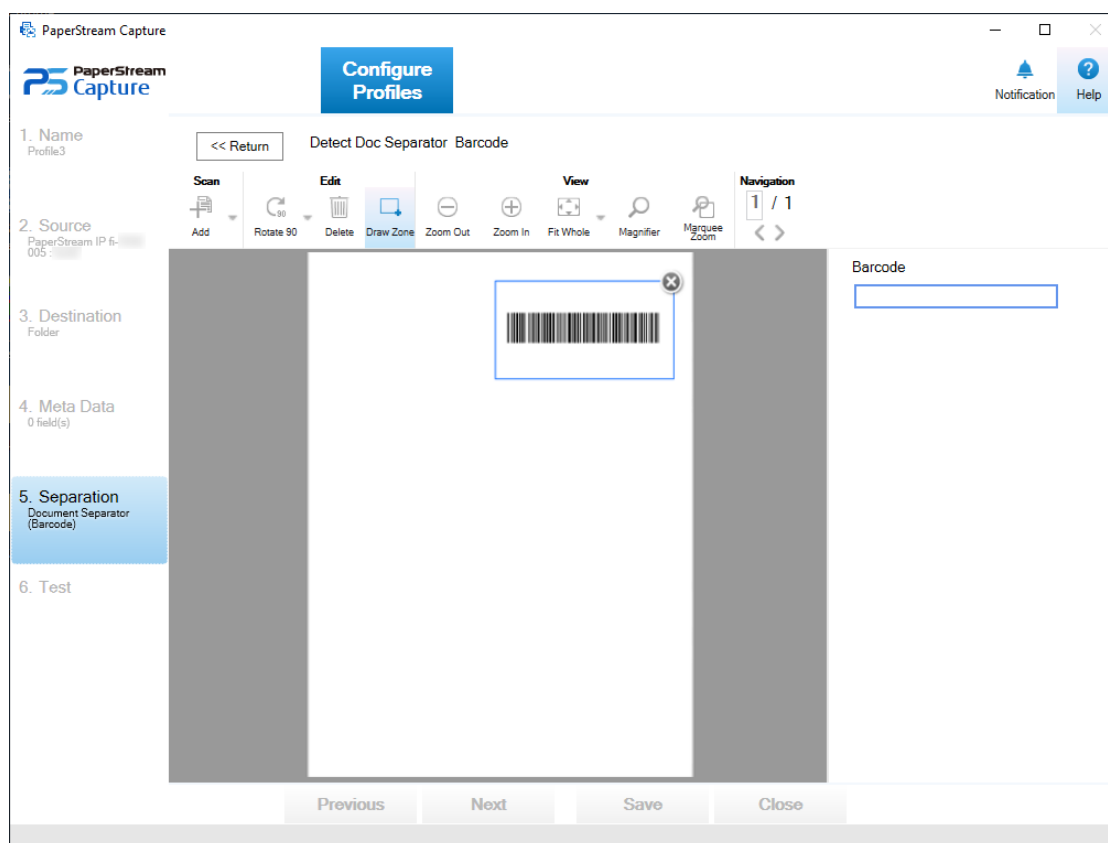 PaperStream Capture
PaperStream
Capture
Configure
Profiles
Notification
Help
1. Name
Profile3
2. Source
PaperStream IP fi-
005 :
3. Destination
Folder
4. Meta Data
0 field(s)
5. Separation
Document Separator
(Barcode)
6. Test
<< Return
Detect Doc Separator Barcode
Scan
Edit
View
Navigation
90
1 / 1
Add
Rotate 90
Delete
Draw Zone
Zoom Out
Zoom In
Fit Whole
Magnifier
Marquee
Zoom
Barcode
Previous
Next
Save
Close